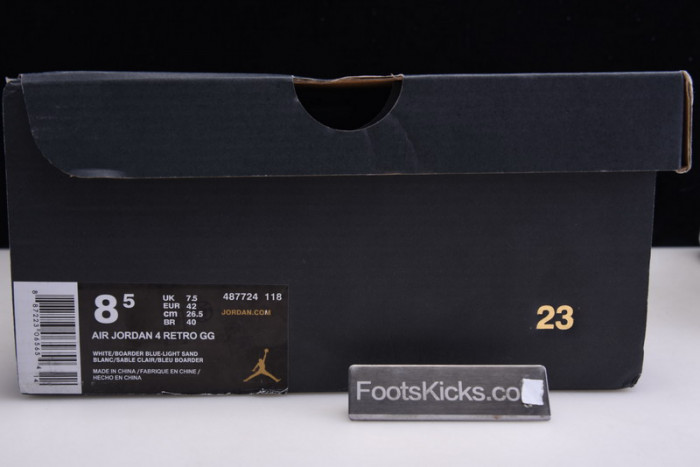 8 5
UK 7.5
EUR 42
cm 26.5
BR 40
487724 118
JORDAN.COM
AIR JORDAN 4 RETRO GG
WHITE/BOARDER BLUE-LIGHT SAND
BLANC/SABLE CLAIR/BLEU BOARDER
MADE IN CHINA / FABRIQUE EN CHINE /
HECHO EN CHINA
23
FootsKicks.co